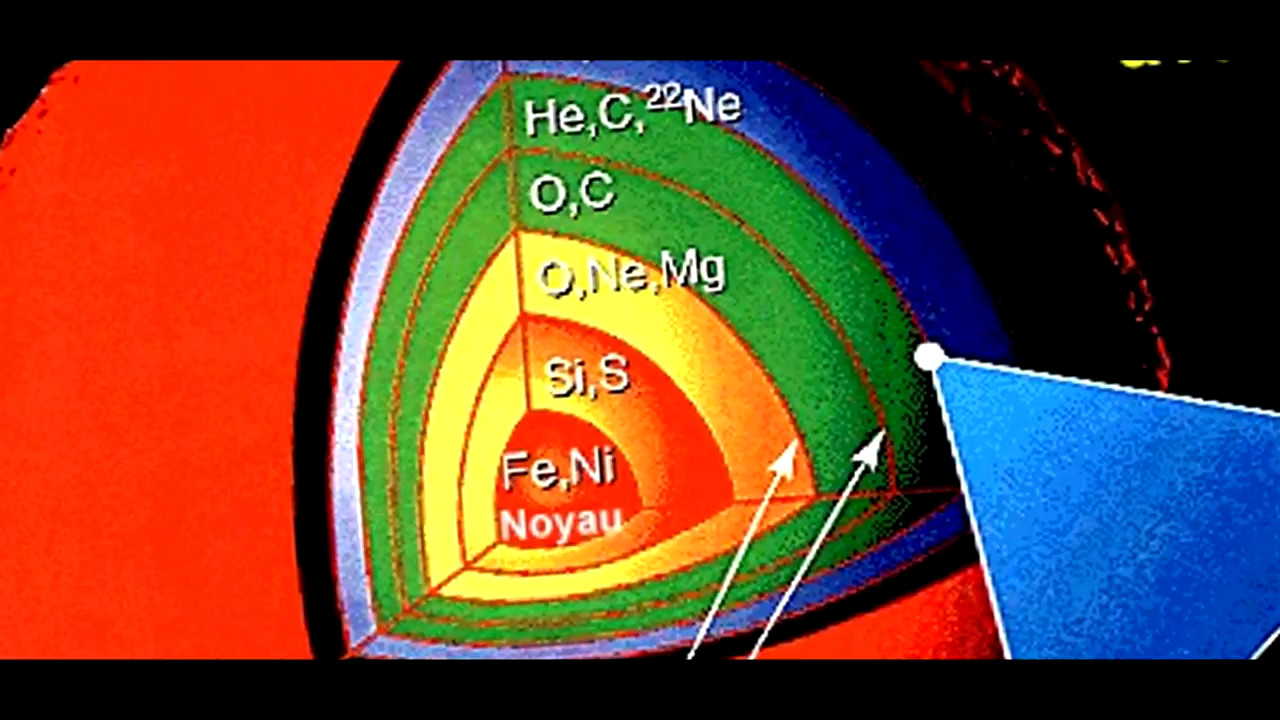 He,C,²²Ne
O,C
O,Ne,Mg
Si,S
Fe,Ni
Noyau